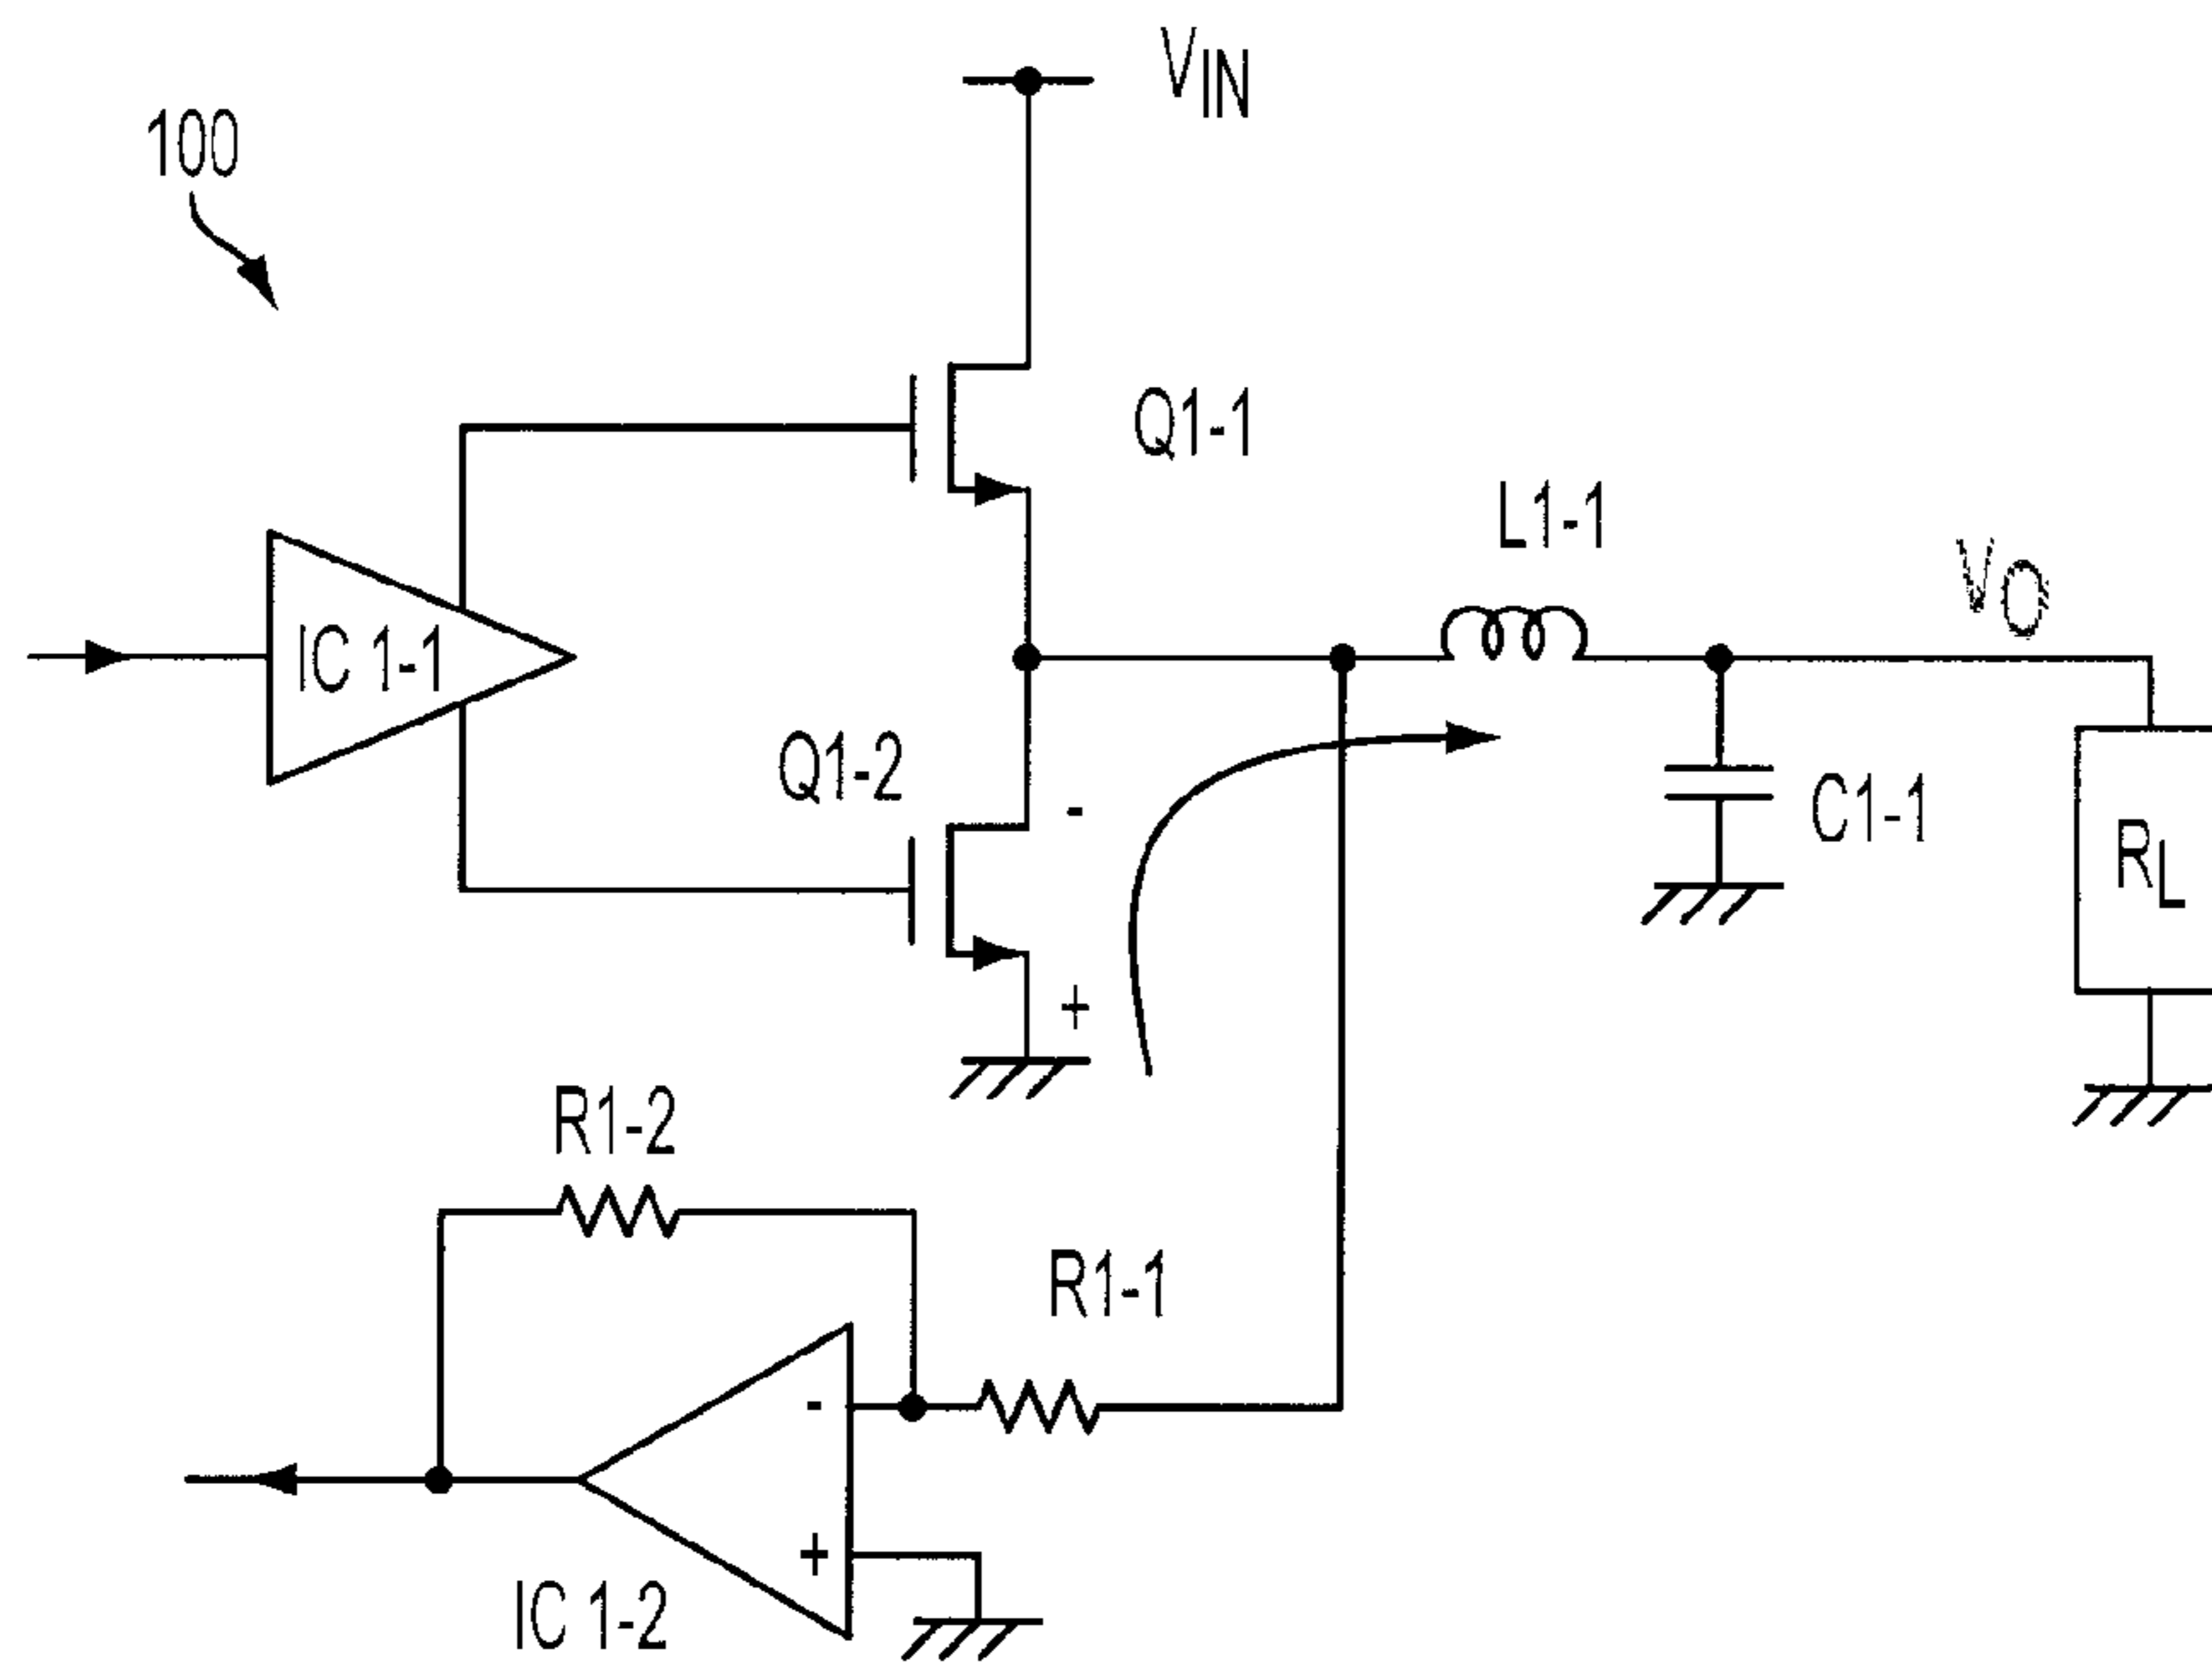 V_IN
100
Q1-1
L1-1
V_O
IC 1-1
Q1-2
-
C1-1
R_L
+
R1-2
R1-1
-
+
IC 1-2